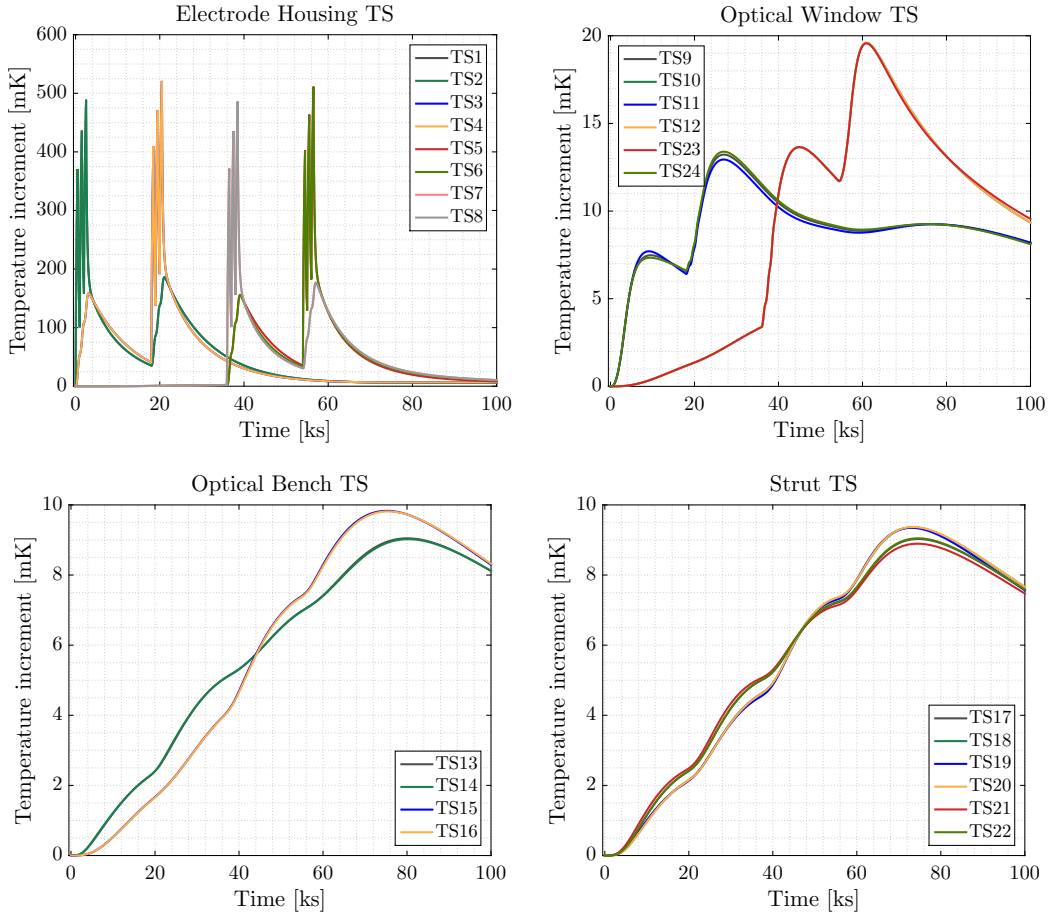 Electrode Housing TS
Temperature increment [mK]
600
500
400
300
200
100
0
TS1
TS2
TS3
TS4
TS5
TS6
TS7
TS8
0 20 40 60 80 100
Time [ks]
Optical Window TS
Temperature increment [mK]
20
15
10
5
0
TS9
TS10
TS11
TS12
TS23
TS24
0 20 40 60 80 100
Time [ks]
Optical Bench TS
Temperature increment [mK]
10
8
6
4
2
0
TS13
TS14
TS15
TS16
0 20 40 60 80 100
Time [ks]
Strut TS
Temperature increment [mK]
10
8
6
4
2
0
TS17
TS18
TS19
TS20
TS21
TS22
0 20 40 60 80 100
Time [ks]